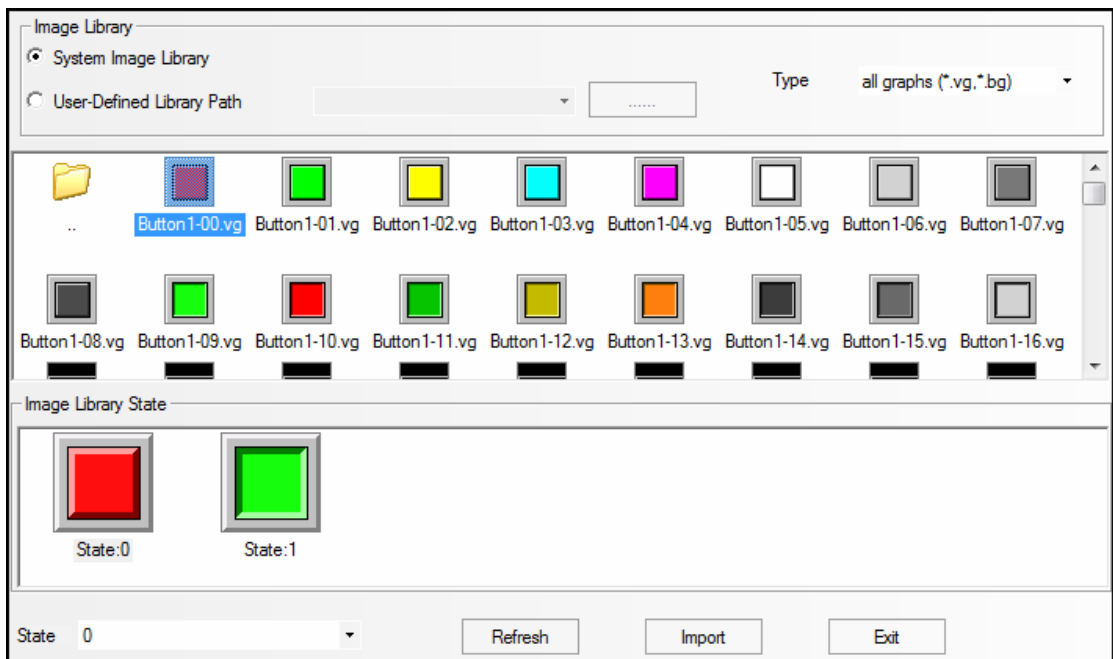 Image Library
System Image Library
User-Defined Library Path
......
Type
all graphs (*.vg,*.bg)
..
Button1-00.vg Button1-01.vg Button1-02.vg Button1-03.vg Button1-04.vg Button1-05.vg Button1-06.vg Button1-07.vg
Button1-08.vg Button1-09.vg Button1-10.vg Button1-11.vg Button1-12.vg Button1-13.vg Button1-14.vg Button1-15.vg Button1-16.vg
Image Library State
State:0 State:1
State 0 Refresh Import Exit